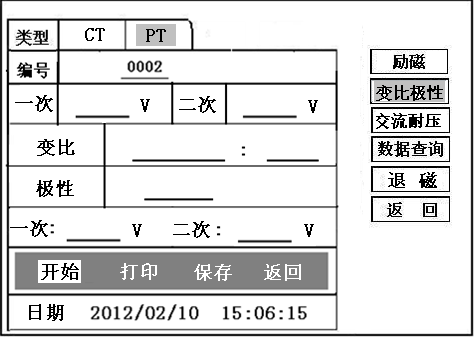 类型 CT PT
编号 0002
一次 V 二次 V
变比 :
极性
一次: V 二次: V
开始 打印 保存 返回
日期 2012/02/10 15:06:15
励磁
变比极性
交流耐压
数据查询
退 磁
返 回